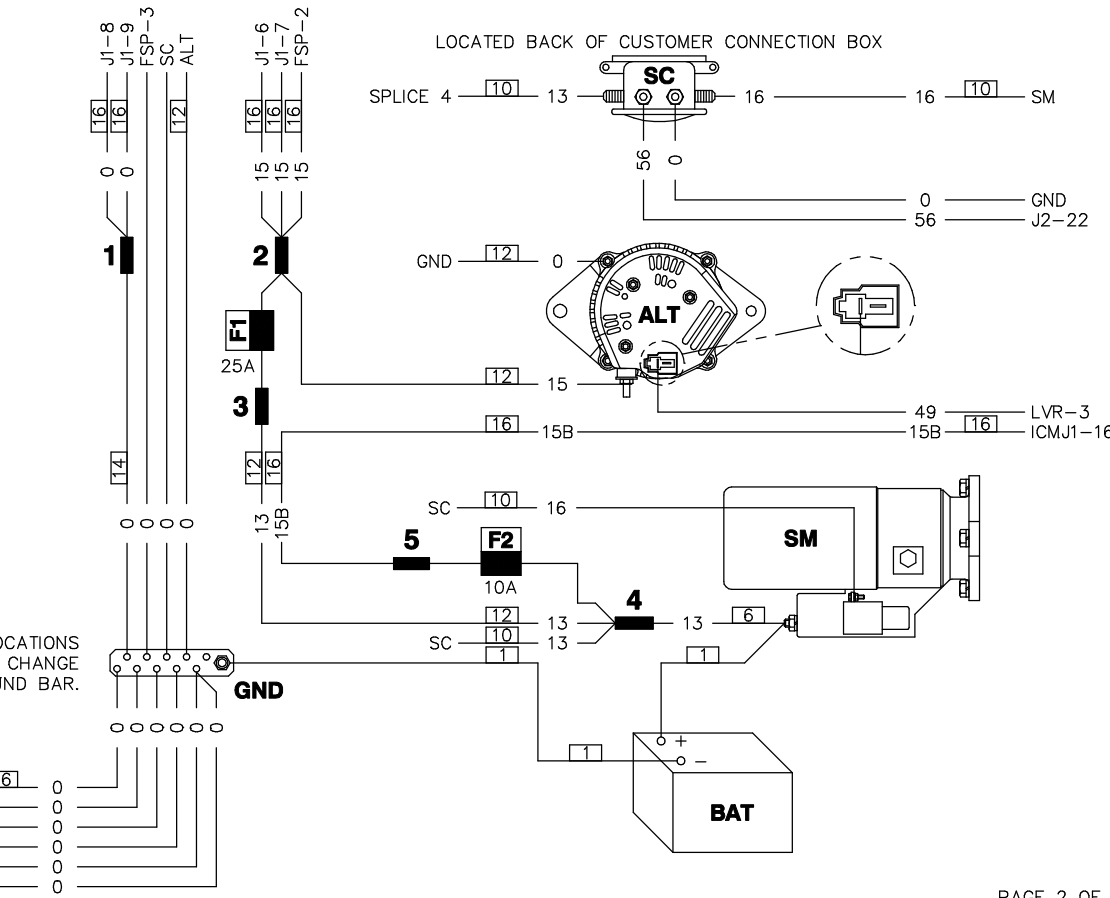 J1-8
J1-9
FSP-3
SC
ALT
J1-6
J1-7
FSP-2
LOCATED BACK OF CUSTOMER CONNECTION BOX
SC
SPLICE 4 10 13
16 16 10 SM
16 16 12
16 16 16
0 0
15 15 15
56 0
0 GND
56 J2-22
1
2
GND 12 0
ALT
F1
25A
3
12 15
49 LVR-3
16 15B 15B 16 ICMJ1-16
14
12 16
SC 10 16
0 0 0 0
13 15B
SM
5
F2
10A
4
12 13
13 6
SC 10 13
1
1
OCATIONS
CHANGE
UND BAR.
GND
0 0 0 0 0 0
+
1
−
BAT
6 0
0
0
0
0
0
PAGE 2 OF